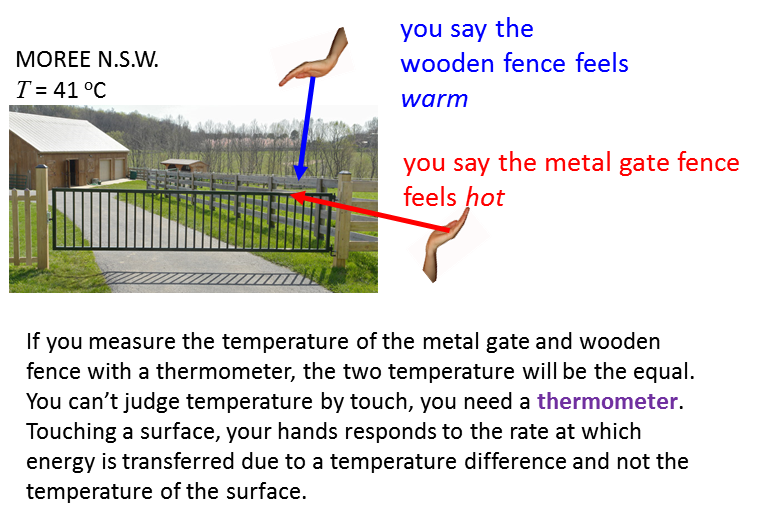 MOREE N.S.W.
T = 41 °C
you say the
wooden fence feels
warm
you say the metal gate fence
feels hot
If you measure the temperature of the metal gate and wooden
fence with a thermometer, the two temperature will be the equal.
You can’t judge temperature by touch, you need a thermometer.
Touching a surface, your hands responds to the rate at which
energy is transferred due to a temperature difference and not the
temperature of the surface.